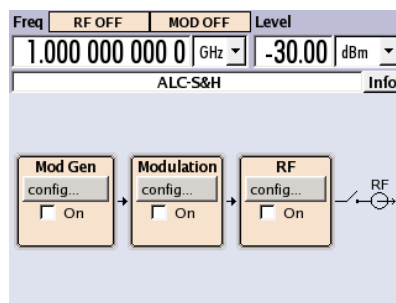 Freq RF OFF MOD OFF Level
1.000 000 000 0 GHz -30.00 dBm
ALC-S&H Info
Mod Gen Modulation RF
config... config... config... RF
On On On